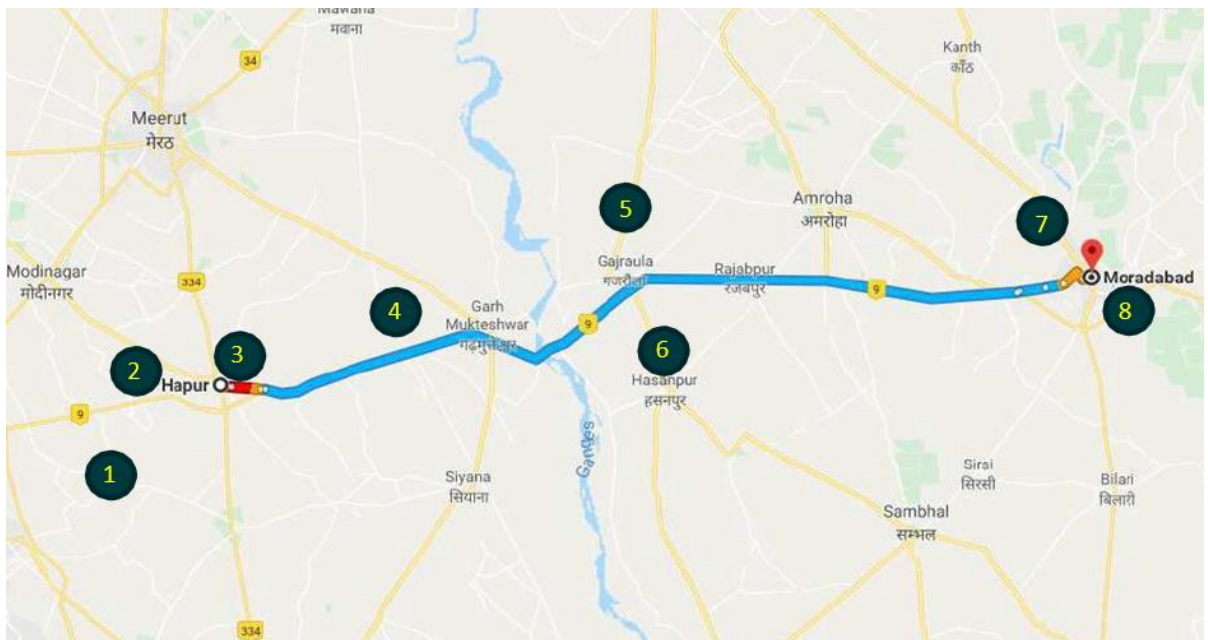 Mawana
मवाना
34
Kanth
काँठ
Meerut
मेरठ
5
Amroha
अमरोहा
7
Modinagar
मोदीनगर
334
Gajraula
गजरौला
Rajabpur
रजबपुर
Moradabad
9
4
Garh
Mukteshwar
गढ़मुक्तेश्वर
9
8
2
3
Hapur
6
Hasanpur
हसनपुर
9
1
Ganges
Siyana
सियाना
Sirsi
सिरसी
Bilari
बिलारी
Sambhal
सम्भल
334